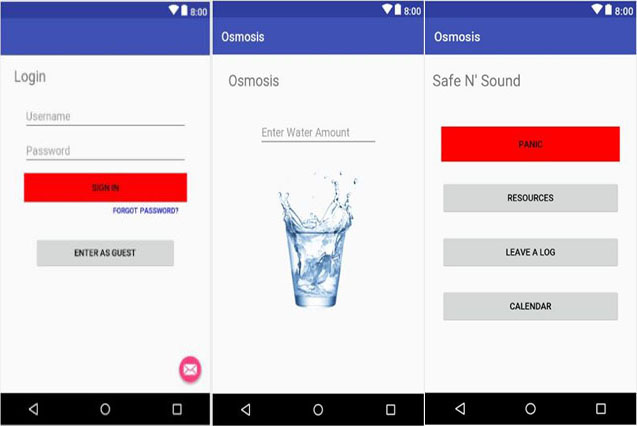 8:00
Login
Username
Password
SIGN IN
FORGOT PASSWORD?
ENTER AS GUEST
8:00
Osmosis
Osmosis
Enter Water Amount
8:00
Osmosis
Safe N' Sound
PANIC
RESOURCES
LEAVE A LOG
CALENDAR